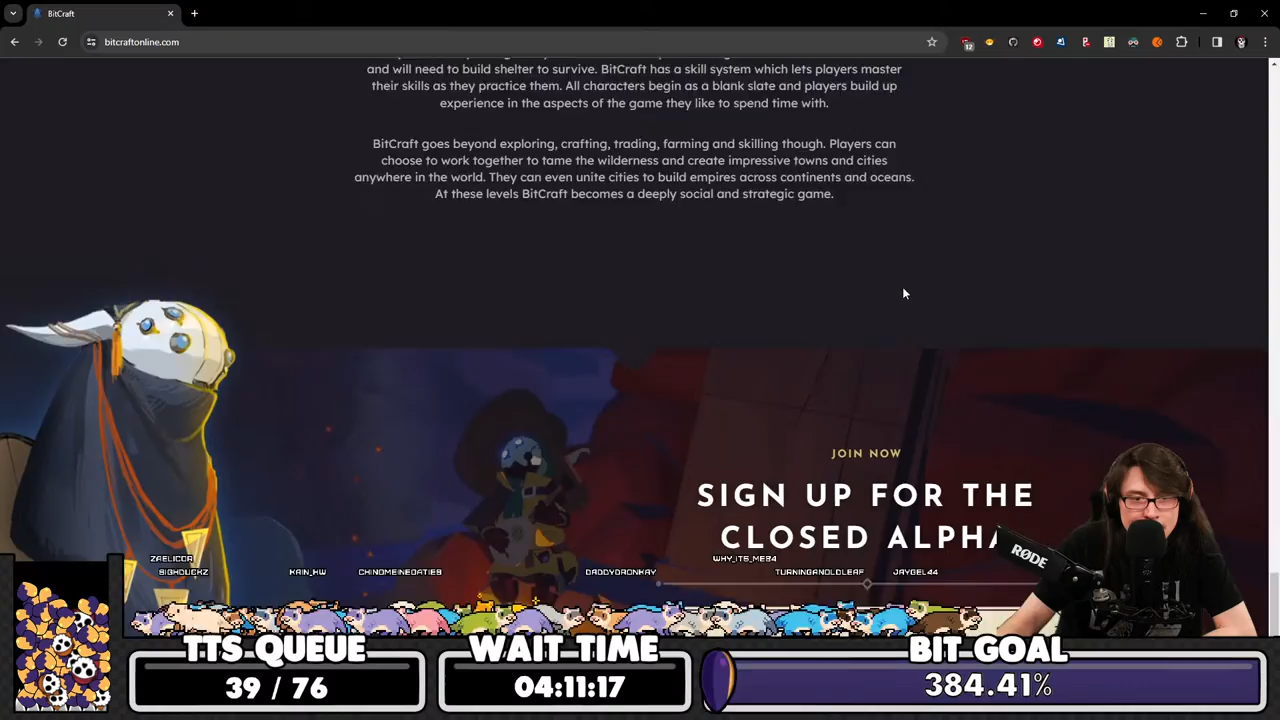 BitCraft
bitcraftonline.com
12
and will need to build shelter to survive. BitCraft has a skill system which lets players master
their skills as they practice them. All characters begin as a blank slate and players build up
experience in the aspects of the game they like to spend time with.
BitCraft goes beyond exploring, crafting, trading, farming and skilling though. Players can
choose to work together to tame the wilderness and create impressive towns and cities
anywhere in the world. They can even unite cities to build empires across continents and oceans.
At these levels BitCraft becomes a deeply social and strategic game.
JOIN NOW
SIGN UP FOR THE
CLOSED ALPHA
RØDE
ZAELICOR
WHY_ITS_ME84
SIGHDUCKZ
KAIN_HW
DADDYDRONKAY
TURNINGANOLDLEAF
JAYGEL44
TTS QUEUE
WAIT TIME
BIT GOAL
39 / 76
04:11:17
384.41%